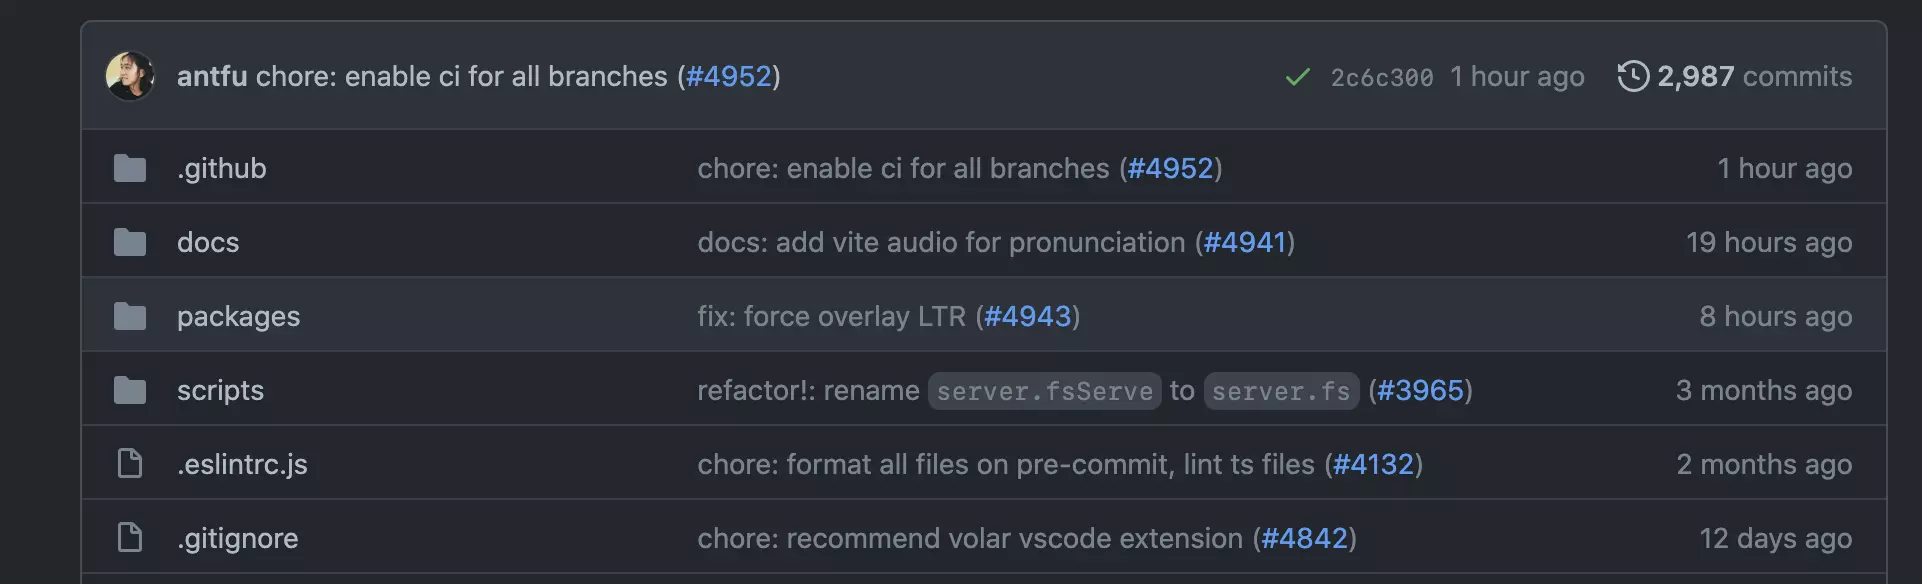 antfu chore: enable ci for all branches (#4952) 2c6c300 1 hour ago 2,987 commits
.github chore: enable ci for all branches (#4952) 1 hour ago
docs docs: add vite audio for pronunciation (#4941) 19 hours ago
packages fix: force overlay LTR (#4943) 8 hours ago
scripts refactor!: rename server.fsServe to server.fs (#3965) 3 months ago
.eslintrc.js chore: format all files on pre-commit, lint ts files (#4132) 2 months ago
.gitignore chore: recommend volar vscode extension (#4842) 12 days ago